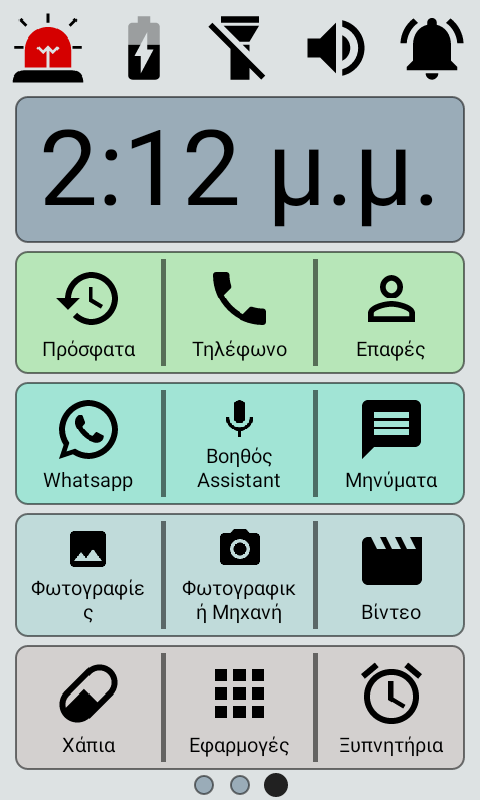 2:12 μ.μ.
Πρόσφατα Τηλέφωνο Επαφές
Whatsapp
Βοηθός
Assistant
Μηνύματα
Φωτογραφίε
ς
Φωτογραφικ
ή Μηχανή
Βίντεο
Χάπια Εφαρμογές Ξυπνητήρια